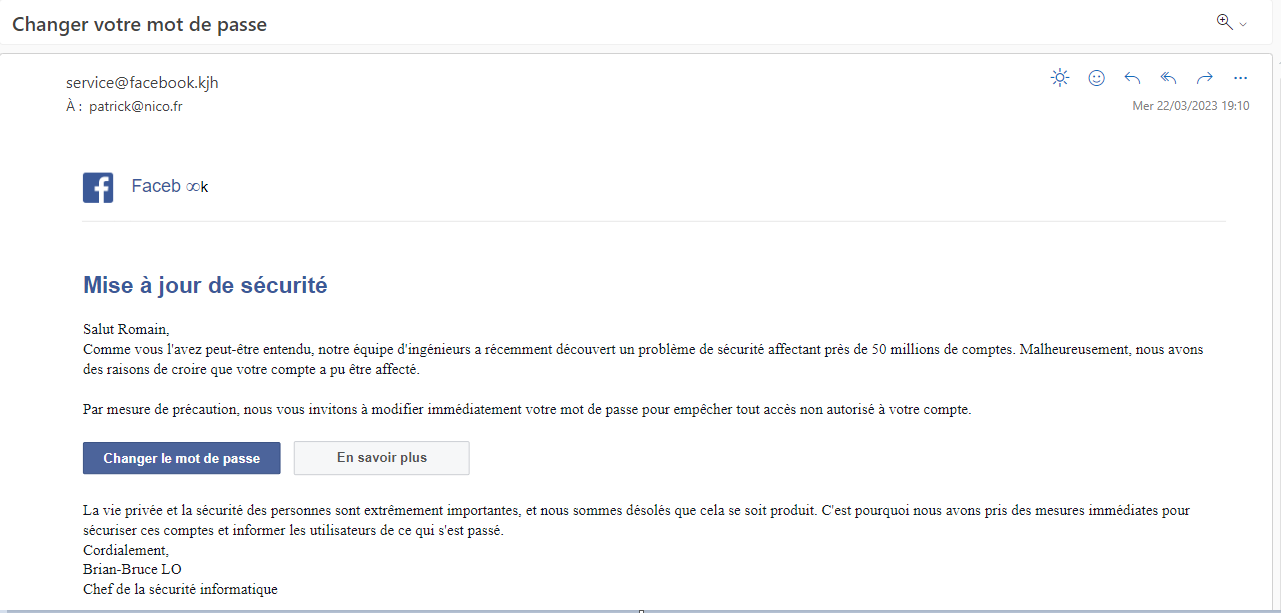 Changer votre mot de passe
service@facebook.kjh
À : patrick@nico.fr
Mer 22/03/2023 19:10
Faceb ∞k
Mise à jour de sécurité
Salut Romain,
Comme vous l'avez peut-être entendu, notre équipe d'ingénieurs a récemment découvert un problème de sécurité affectant près de 50 millions de comptes. Malheureusement, nous avons
des raisons de croire que votre compte a pu être affecté.
Par mesure de précaution, nous vous invitons à modifier immédiatement votre mot de passe pour empêcher tout accès non autorisé à votre compte.
Changer le mot de passe
En savoir plus
La vie privée et la sécurité des personnes sont extrêmement importantes, et nous sommes désolés que cela se soit produit. C'est pourquoi nous avons pris des mesures immédiates pour
sécuriser ces comptes et informer les utilisateurs de ce qui s'est passé.
Cordialement,
Brian-Bruce LO
Chef de la sécurité informatique